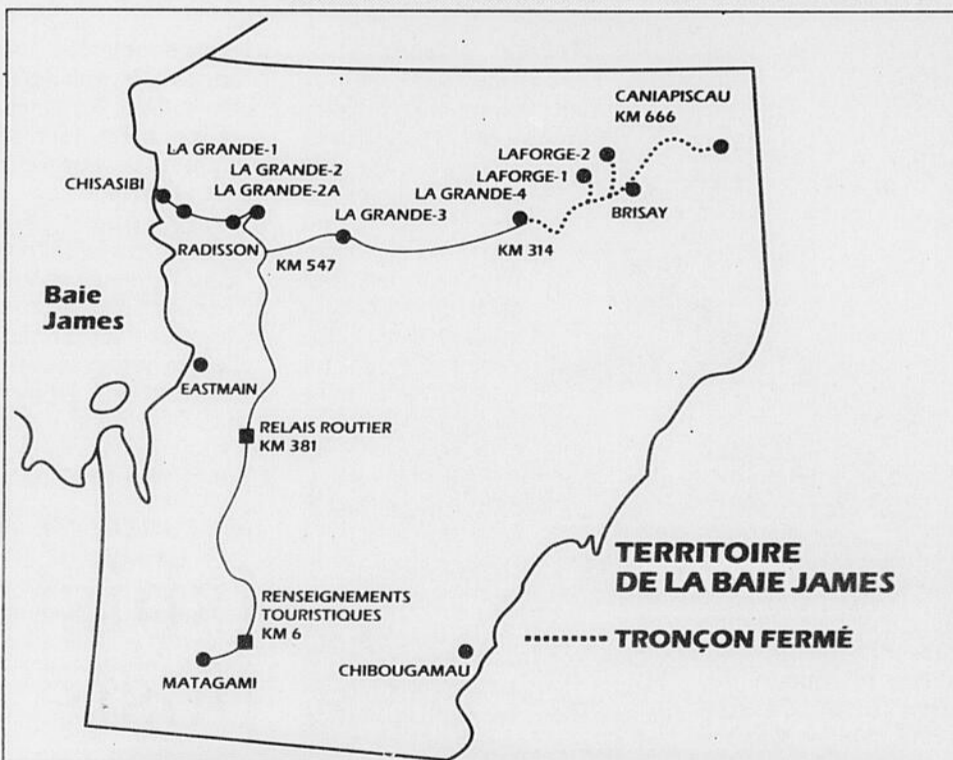 CANIAPISCAU
KM 666
LA GRANDE-1
LA GRANDE-2
LA GRANDE-2A
CHISASIBI
LAFORGE-2
LAFORGE-1
LA GRANDE-4
LA GRANDE-3
BRISAY
RADISSON
KM 547
KM 314
Baie
James
EASTMAIN
RELAIS ROUTIER
KM 381
TERRITOIRE
DE LA BAIE JAMES
RENSEIGNEMENTS
TOURISTIQUES
KM 6
TRONÇON FERMÉ
MATAGAMI
CHIBOUGAMAU